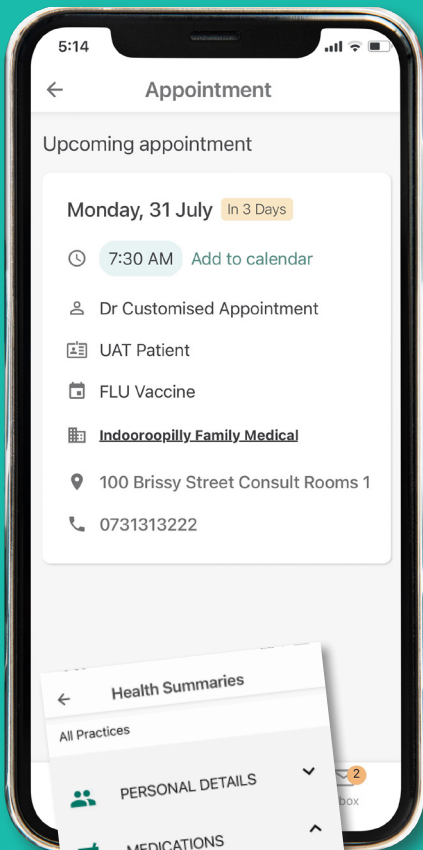 5:14
Appointment
Upcoming appointment
Monday, 31 July In 3 Days
7:30 AM Add to calendar
Dr Customised Appointment
UAT Patient
FLU Vaccine
Indooroopilly Family Medical
100 Brissy Street Consult Rooms 1
0731313222
Health Summaries
All Practices
PERSONAL DETAILS
2
box
MEDICATIONS